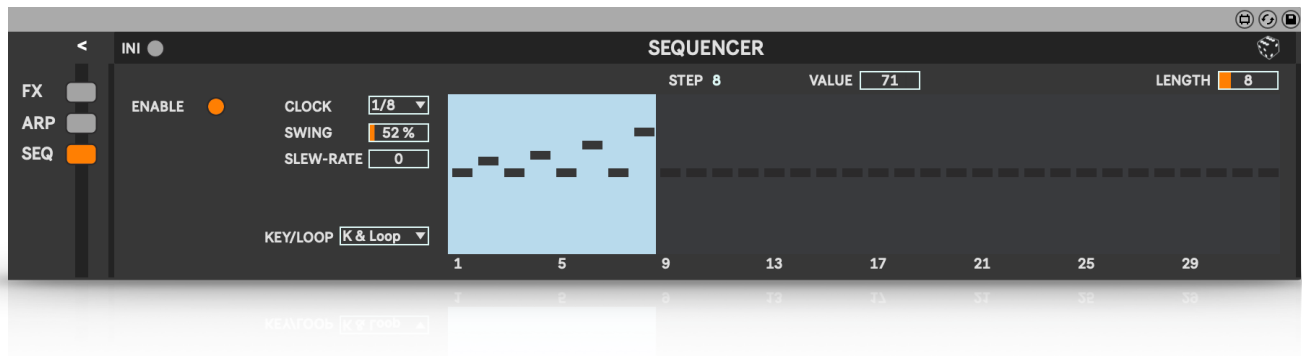 < INI SEQUENCER
STEP 8 VALUE 71 LENGTH 8
FX
ARP
SEQ
ENABLE
CLOCK 1/8
SWING 52 %
SLEW-RATE 0
KEY/LOOP K & Loop
1 5 9 13 17 21 25 29